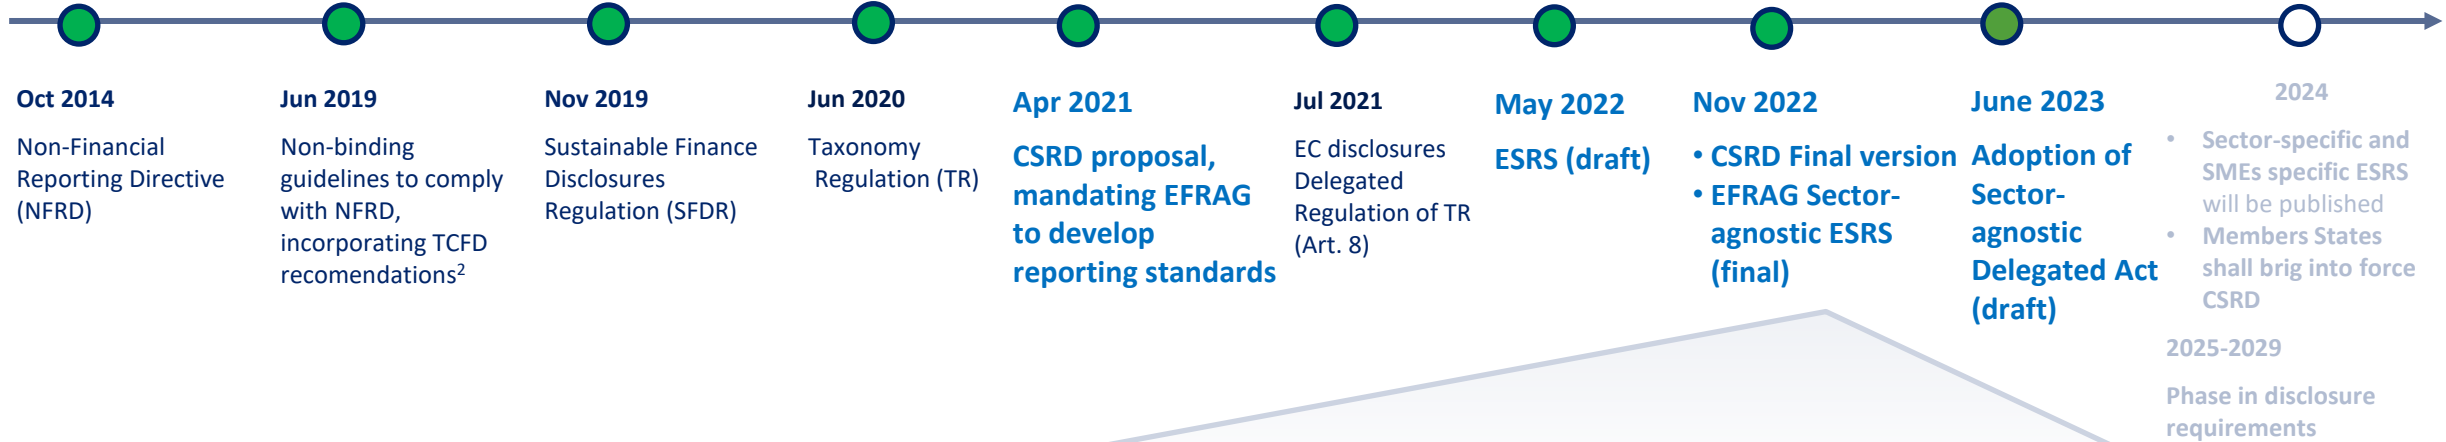 Oct 2014
Non-Financial
Reporting Directive
(NFRD)
Jun 2019
Non-binding
guidelines to comply
with NFRD,
incorporating TCFD
recomendations²
Nov 2019
Sustainable Finance
Disclosures
Regulation (SFDR)
Jun 2020
Taxonomy
Regulation (TR)
Apr 2021
CSRD proposal,
mandating EFRAG
to develop
reporting standards
Jul 2021
EC disclosures
Delegated
Regulation of TR
(Art. 8)
May 2022
ESRS (draft)
Nov 2022
• CSRD Final version
• EFRAG Sector-
agnostic ESRS
(final)
June 2023
Adoption of
Sector-
agnostic
Delegated Act
(draft)
2024
• Sector-specific and
SMEs specific ESRS
will be published
• Members States
shall brig into force
CSRD
2025-2029
Phase in disclosure
requirements